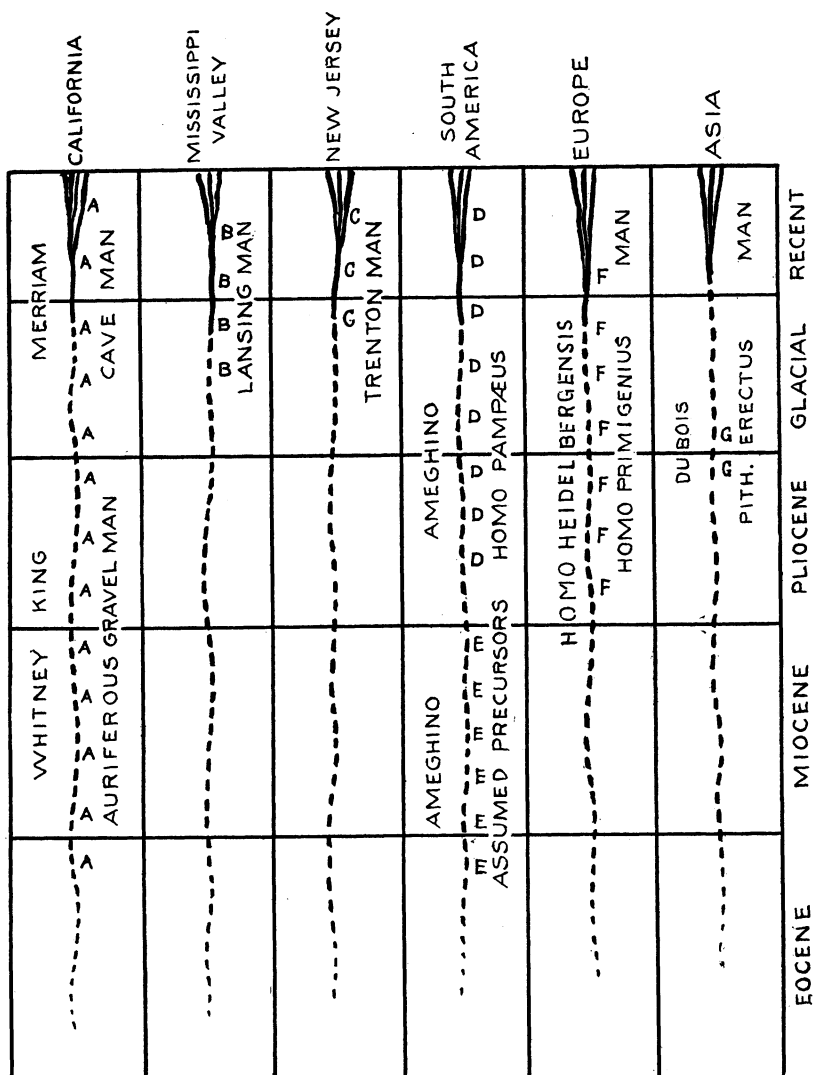 CALIFORNIA
MISSISSIPPI
VALLEY
NEW JERSEY
SOUTH
AMERICA
EUROPE
ASIA
MERRIAM
A
A
CAVE MAN
A
A
A
KING
A
A
A
WHITNEY
A
A
A
A
A
AURIFEROUS GRAVEL MAN
B
B
B
B
LANSING MAN
C
G
G
TRENTON MAN
D
D
D
D
D
AMEGHINO
HOMO PAMPÆUS
D
D
D
AMEGHINO
E
E
E
E
E
E
ASSUMED PRECURSORS
MAN
F
F
F
F
F
F
F
HOMO HEIDELBERGENSIS
HOMO PRIMIGENIUS
MAN
DUBOIS
G
G
PITH. ERECTUS
RECENT
GLACIAL
PLIOCENE
MIOCENE
EOCENE